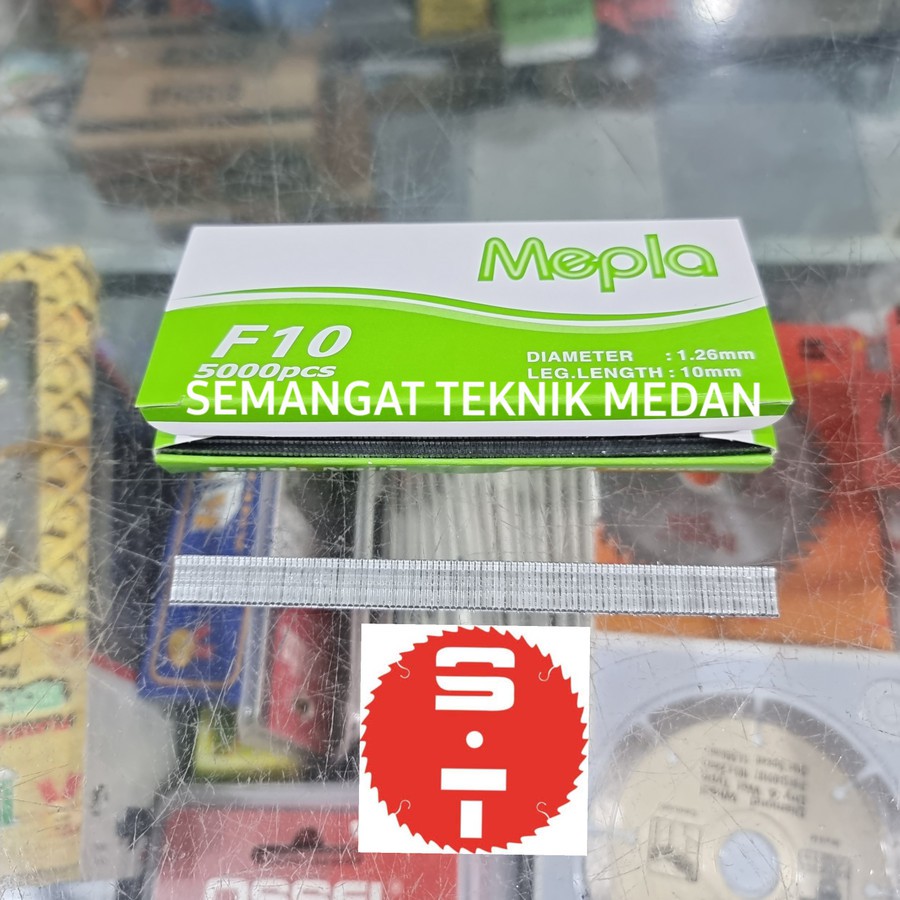 Mepla
F10
5000pcs
DIAMETER : 1.26mm
LEG.LENGTH : 10mm
SEMANGAT TEKNIK MEDAN
S.T